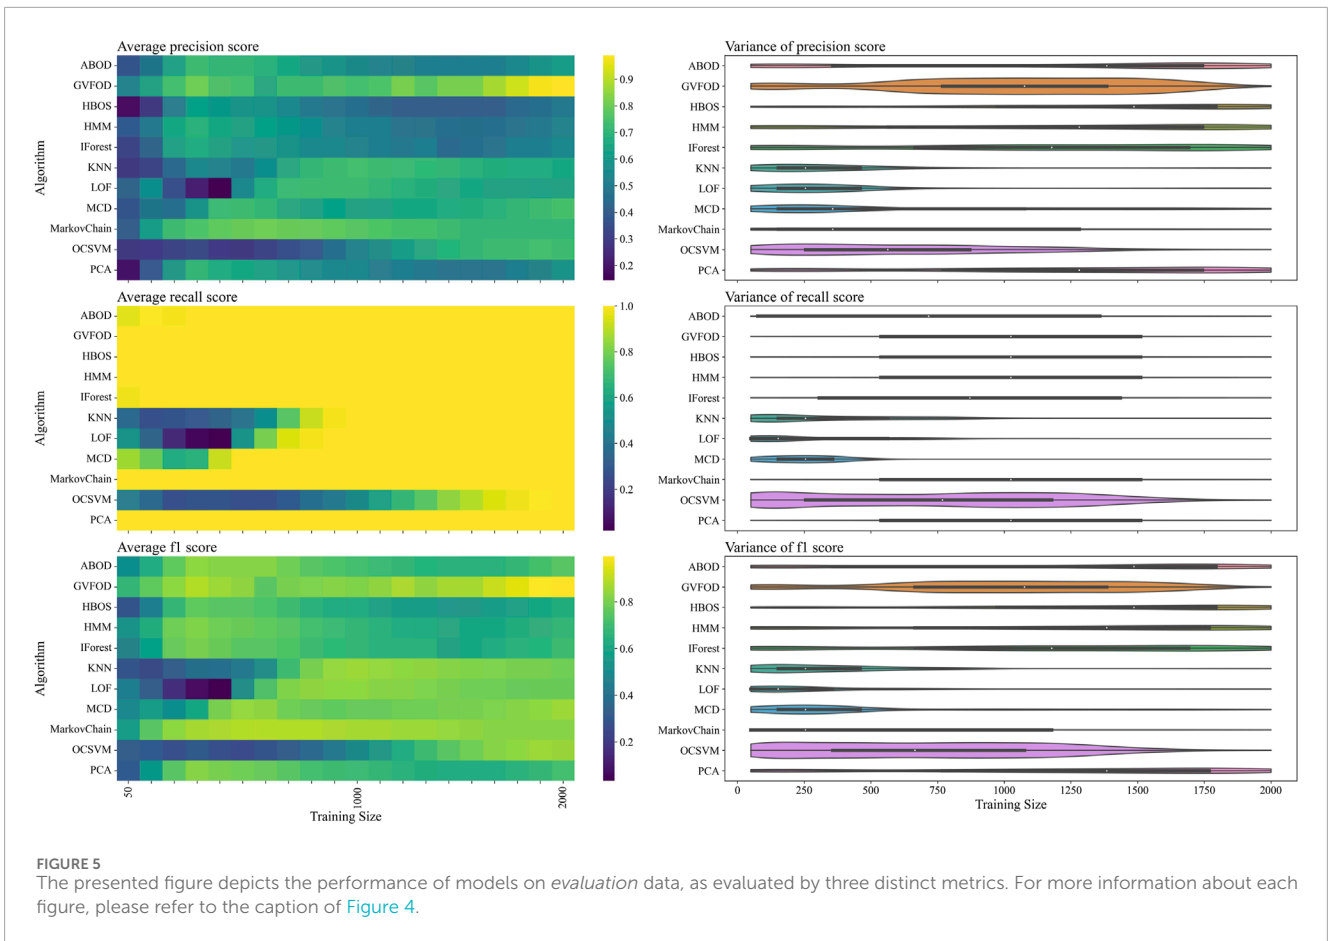 Average precision score
Algorithm
ABOD
GVFOD
HBOS
HMM
IForest
KNN
LOF
MCD
MarkovChain
OCSVM
PCA
0.9
0.8
0.7
0.6
0.5
0.4
0.3
0.2
Variance of precision score
ABOD
GVFOD
HBOS
HMM
IForest
KNN
LOF
MCD
MarkovChain
OCSVM
PCA
Average recall score
Algorithm
ABOD
GVFOD
HBOS
HMM
IForest
KNN
LOF
MCD
MarkovChain
OCSVM
PCA
1.0
0.8
0.6
0.4
0.2
Variance of recall score
ABOD
GVFOD
HBOS
HMM
IForest
KNN
LOF
MCD
MarkovChain
OCSVM
PCA
Average f1 score
Algorithm
ABOD
GVFOD
HBOS
HMM
IForest
KNN
LOF
MCD
MarkovChain
OCSVM
PCA
0.8
0.6
0.4
0.2
50
1000
2000
Training Size
Variance of f1 score
ABOD
GVFOD
HBOS
HMM
IForest
KNN
LOF
MCD
MarkovChain
OCSVM
PCA
0 250 500 750 1000 1250 1500 1750 2000
Training Size
FIGURE 5
The presented figure depicts the performance of models on evaluation data, as evaluated by three distinct metrics. For more information about each
figure, please refer to the caption of Figure 4.